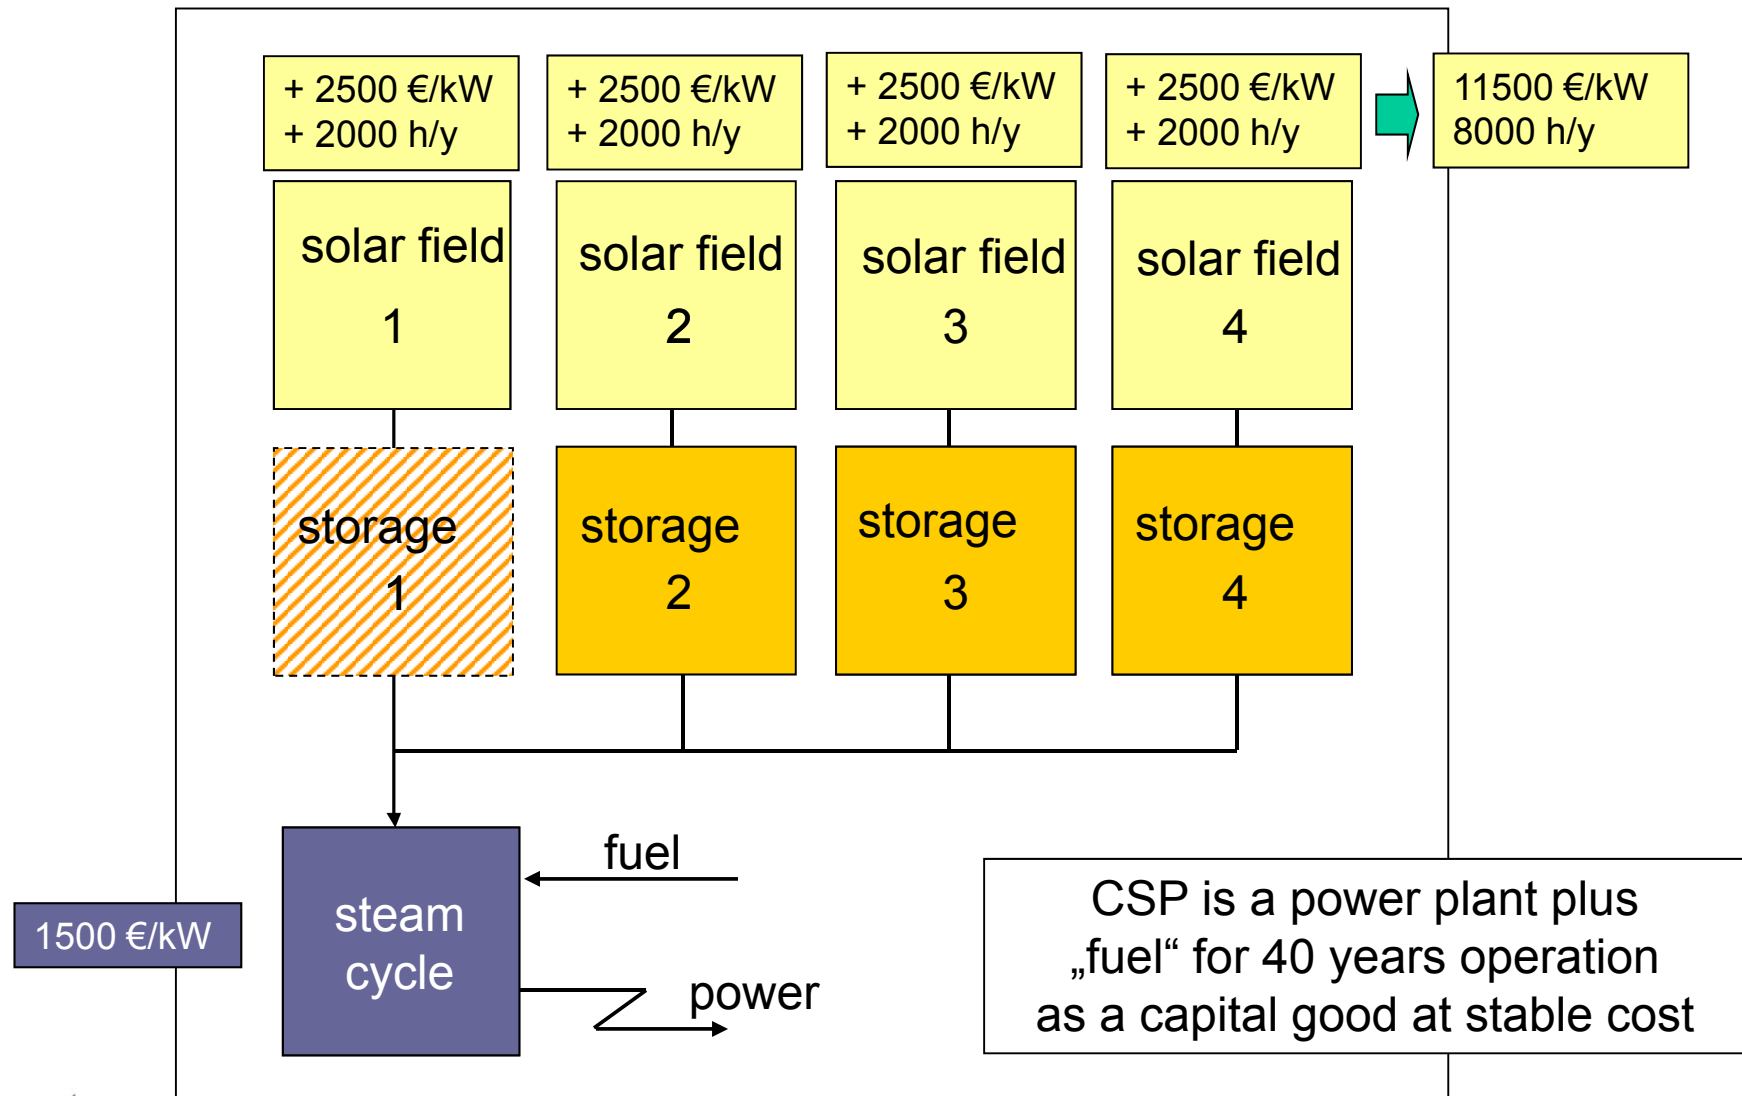 + 2500 €/kW
+ 2000 h/y
+ 2500 €/kW
+ 2000 h/y
+ 2500 €/kW
+ 2000 h/y
+ 2500 €/kW
+ 2000 h/y
11500 €/kW
8000 h/y
solar field
1
solar field
2
solar field
3
solar field
4
storage
1
storage
2
storage
3
storage
4
fuel
steam
cycle
1500 €/kW
power
CSP is a power plant plus
„fuel“ for 40 years operation
as a capital good at stable cost